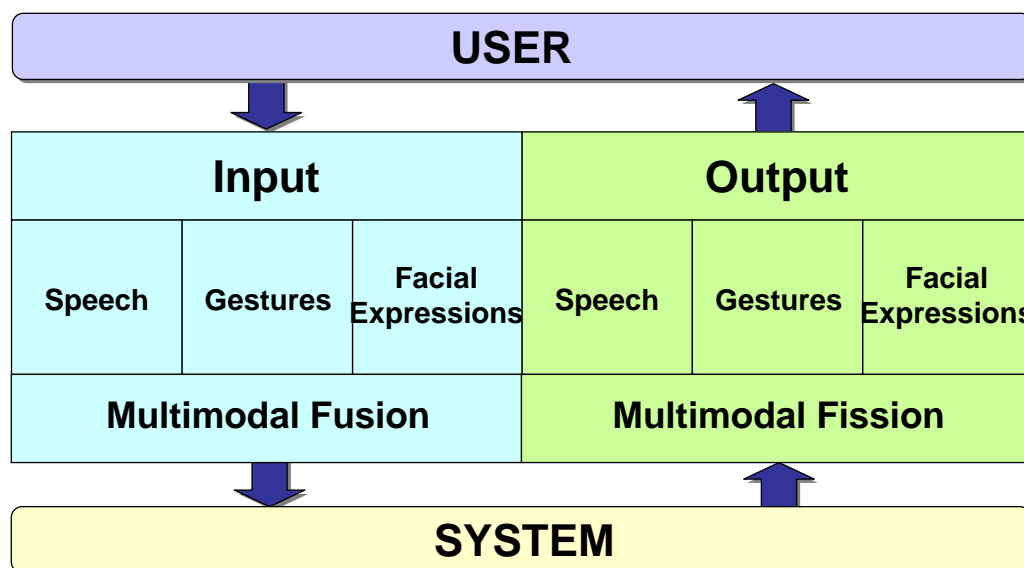 USER
Input
Output
Speech
Gestures
Facial
Expressions
Speech
Gestures
Facial
Expressions
Multimodal Fusion
Multimodal Fission
SYSTEM